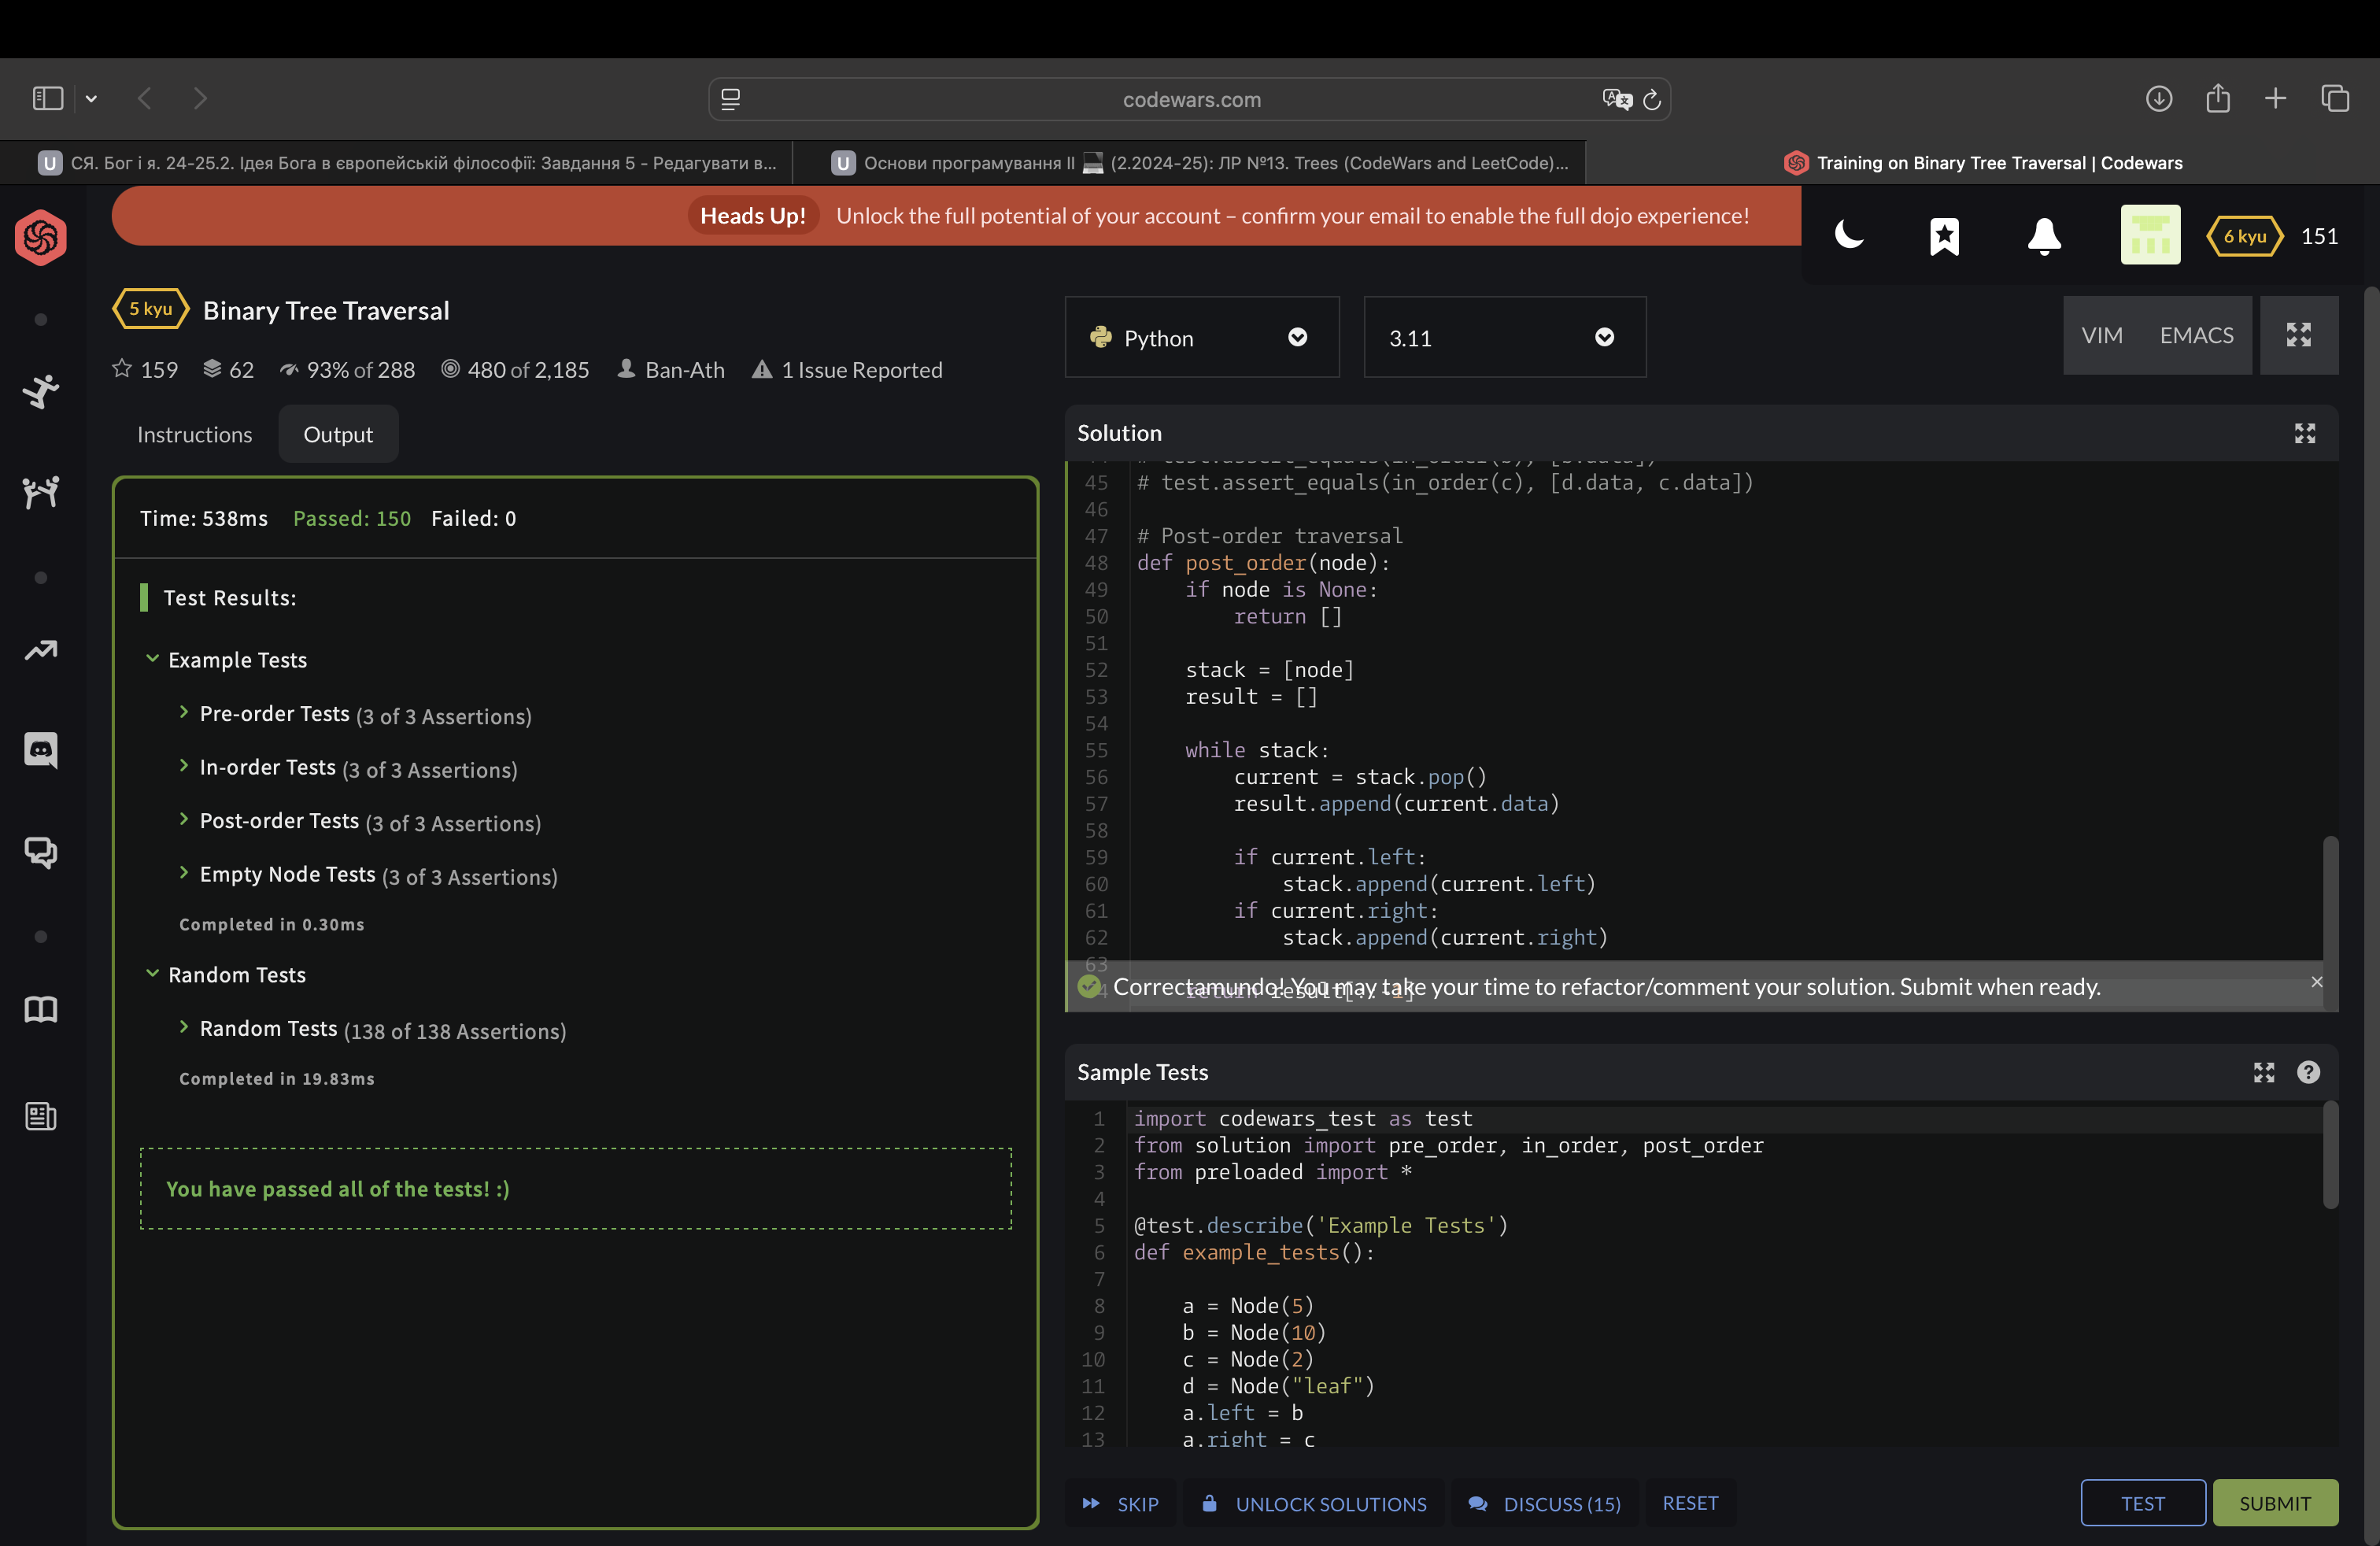 codewars.com
U СЯ. Бог і я. 24-25.2. Ідея Бога в європейській філософії: Завдання 5 - Редагувати в...
U Основи програмування II 💻 (2.2024-25): ЛР №13. Trees (CodeWars and LeetCode)...
Training on Binary Tree Traversal | Codewars
Heads Up! Unlock the full potential of your account – confirm your email to enable the full dojo experience!
6 kyu 151
5 kyu Binary Tree Traversal
159 62 93% of 288 480 of 2,185 Ban-Ath 1 Issue Reported
Instructions Output
Time: 538ms Passed: 150 Failed: 0
Test Results:
Example Tests
Pre-order Tests (3 of 3 Assertions)
In-order Tests (3 of 3 Assertions)
Post-order Tests (3 of 3 Assertions)
Empty Node Tests (3 of 3 Assertions)
Completed in 0.30ms
Random Tests
Random Tests (138 of 138 Assertions)
Completed in 19.83ms
You have passed all of the tests! :)
Python 3.11 VIM EMACS
Solution
45 # test.assert_equals(in_order(c), [d.data, c.data])
46
47 # Post-order traversal
48 def post_order(node):
49 if node is None:
50 return []
51
52 stack = [node]
53 result = []
54
55 while stack:
56 current = stack.pop()
57 result.append(current.data)
58
59 if current.left:
60 stack.append(current.left)
61 if current.right:
62 stack.append(current.right)
63
Correctamundo! You may take your time to refactor/comment your solution. Submit when ready.
Sample Tests
1 import codewars_test as test
2 from solution import pre_order, in_order, post_order
3 from preloaded import *
4
5 @test.describe('Example Tests')
6 def example_tests():
7
8 a = Node(5)
9 b = Node(10)
10 c = Node(2)
11 d = Node("leaf")
12 a.left = b
13 a.right = c
SKIP UNLOCK SOLUTIONS DISCUSS (15) RESET TEST SUBMIT